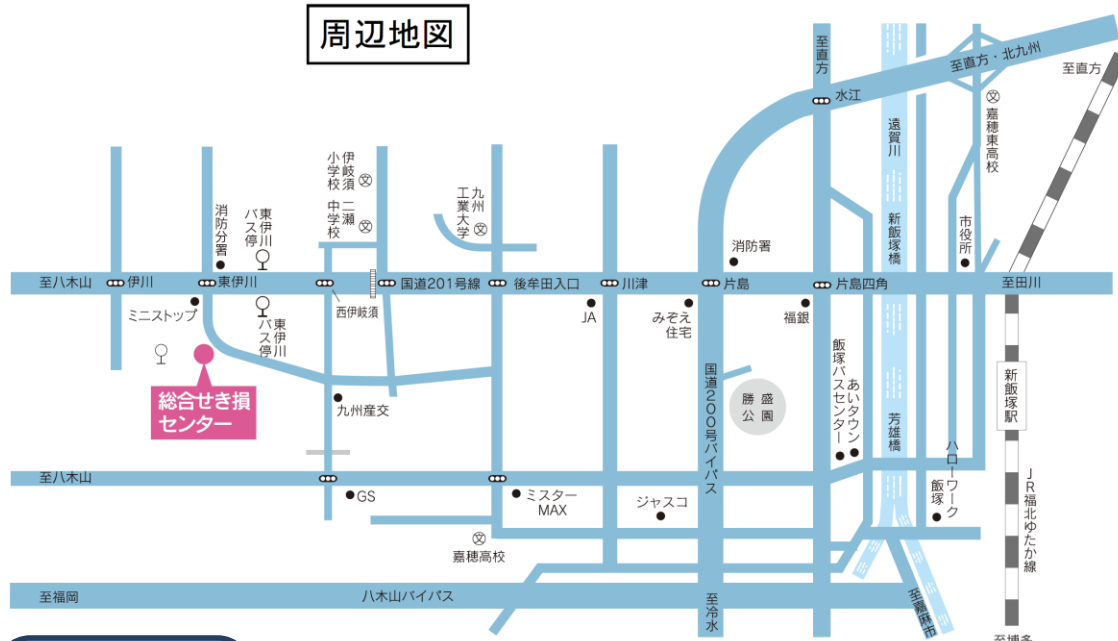 周辺地図
至直方
至直方・北九州
至直方
水江
遠賀川
嘉穂東高校
伊岐須
小学校
二瀬
中学校
九州
工業大学
消防分署
東伊川
バス停
消防署
新飯塚橋
市役所
至八木山
伊川
東伊川
国道201号線
後牟田入口
川津
片島
片島四角
至田川
ミニストップ
東伊川
バス停
西伊岐須
JA
みぞえ
住宅
福銀
総合せき損
センター
九州産交
国道200号バイパス
勝盛
公園
飯塚バスセンター
あいタウン
芳雄橋
新飯塚駅
至八木山
GS
ミスター
MAX
ジャスコ
ハローワーク
飯塚
JR福北ゆたか線
嘉穂高校
至福岡
八木山バイパス
至冷水
至嘉麻市
至博多